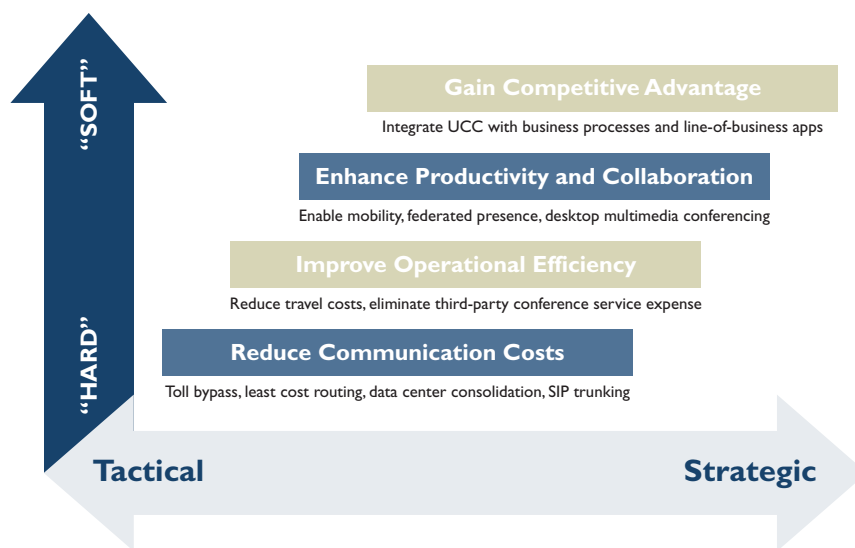 “SOFT”
Gain Competitive Advantage
Integrate UCC with business processes and line-of-business apps
Enhance Productivity and Collaboration
Enable mobility, federated presence, desktop multimedia conferencing
Improve Operational Efficiency
Reduce travel costs, eliminate third-party conference service expense
“HARD”
Reduce Communication Costs
Toll bypass, least cost routing, data center consolidation, SIP trunking
Tactical
Strategic